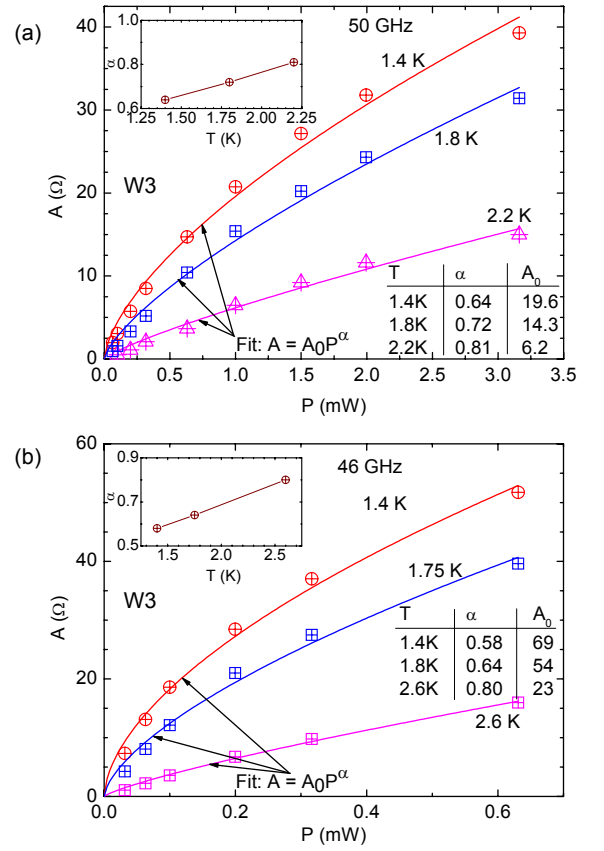 (a)
50 GHz
A (Ω)
40
30
20
10
0
α
1.0
0.8
0.6
1.25 1.50 1.75 2.00 2.25
T (K)
1.4 K
1.8 K
W3
2.2 K
T α A0
1.4K 0.64 19.6
1.8K 0.72 14.3
2.2K 0.81 6.2
Fit: A = A0P^α
0.0 0.5 1.0 1.5 2.0 2.5 3.0 3.5
P (mW)
(b)
46 GHz
A (Ω)
60
40
20
0
α
0.9
0.7
0.5
1.5 2.0 2.5
T (K)
1.4 K
1.75 K
W3
T α A0
1.4K 0.58 69
1.8K 0.64 54
2.6K 0.80 23
2.6 K
Fit: A = A0P^α
0.0 0.2 0.4 0.6
P (mW)